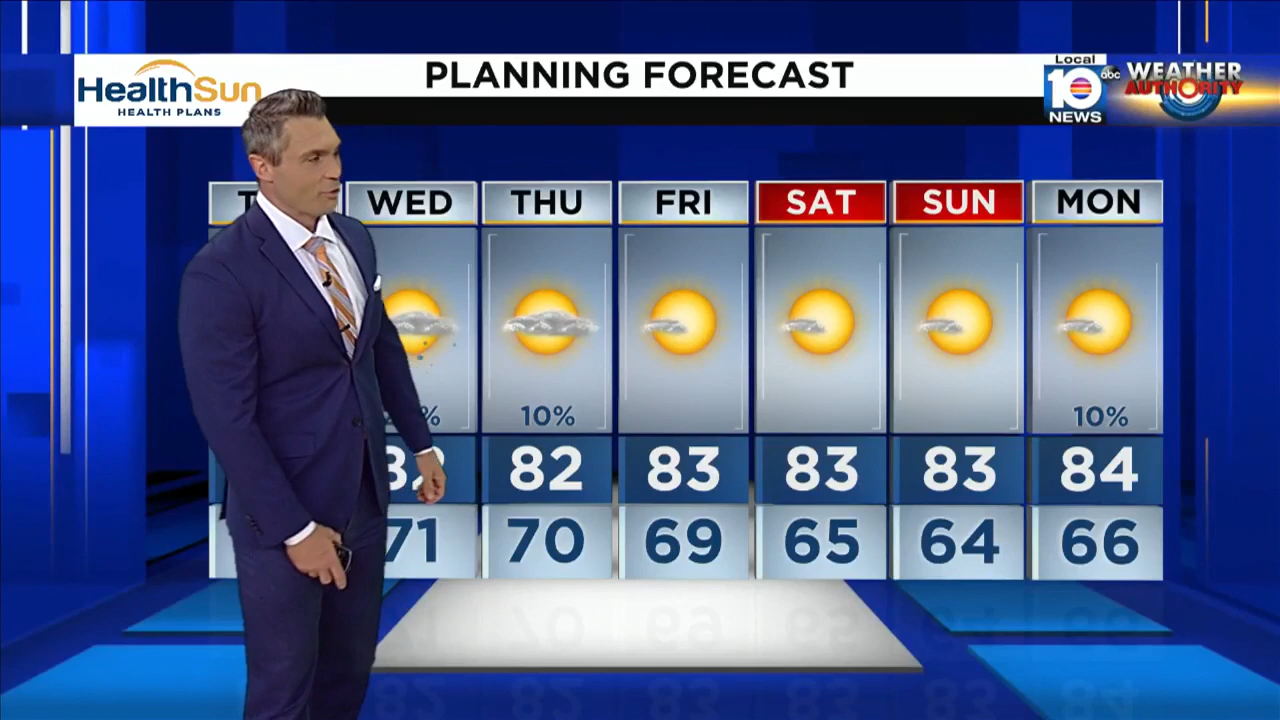 HealthSun
HEALTH PLANS
PLANNING FORECAST
Local
10
abc
NEWS
WEATHER
AUTHORITY
WED THU FRI SAT SUN MON
10% 10%
82 83 83 83 84
71 70 69 65 64 66